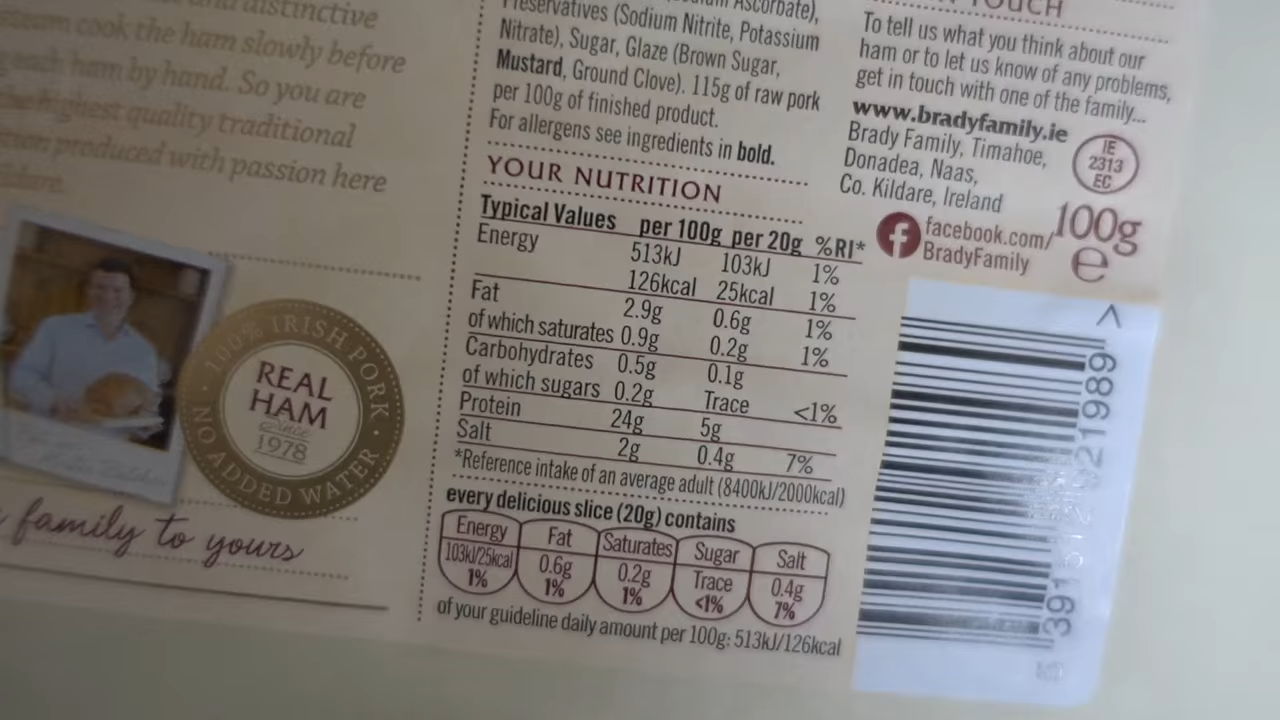 and distinctive
cook the ham slowly before
each ham by hand. So you are
the highest quality traditional
produced with passion here
REAL
HAM
Since
1978
100% IRISH PORK
• NO ADDED WATER •
family to yours
Ascorbate),
Preservatives (Sodium Nitrite, Potassium
Nitrate), Sugar, Glaze (Brown Sugar,
Mustard, Ground Clove). 115g of raw pork
per 100g of finished product.
For allergens see ingredients in bold.
YOUR NUTRITION
Typical Values per 100g per 20g %RI*
Energy 513kJ 103kJ 1%
126kcal 25kcal 1%
Fat 2.9g 0.6g 1%
of which saturates 0.9g 0.2g 1%
Carbohydrates 0.5g 0.1g
of which sugars 0.2g Trace <1%
Protein 24g 5g
Salt 2g 0.4g 7%
*Reference intake of an average adult (8400kJ/2000kcal)
every delicious slice (20g) contains
Energy Fat Saturates Sugar Salt
103kJ/25kcal 0.6g 0.2g Trace 0.4g
1% 1% 1% <1% 7%
of your guideline daily amount per 100g: 513kJ/126kcal
TOUCH
To tell us what you think about our
ham or to let us know of any problems,
get in touch with one of the family...
www.bradyfamily.ie
Brady Family, Timahoe,
Donadea, Naas,
Co. Kildare, Ireland
IE
2313
EC
facebook.com/
BradyFamily
100g
e
>